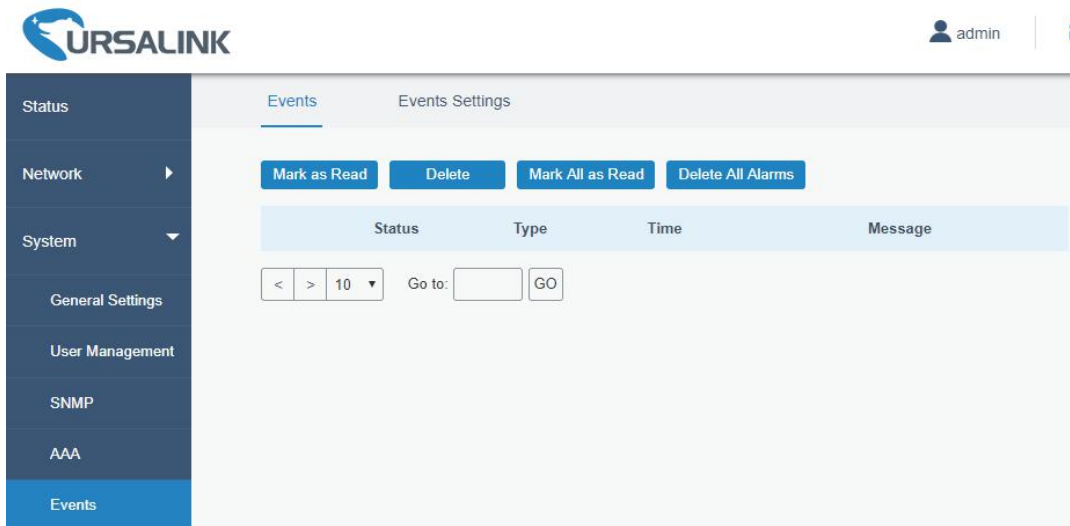 URSALINK
admin
Status
Events Events Settings
Network
Mark as Read Delete Mark All as Read Delete All Alarms
System
Status Type Time Message
General Settings
< > 10 Go to: GO
User Management
SNMP
AAA
Events